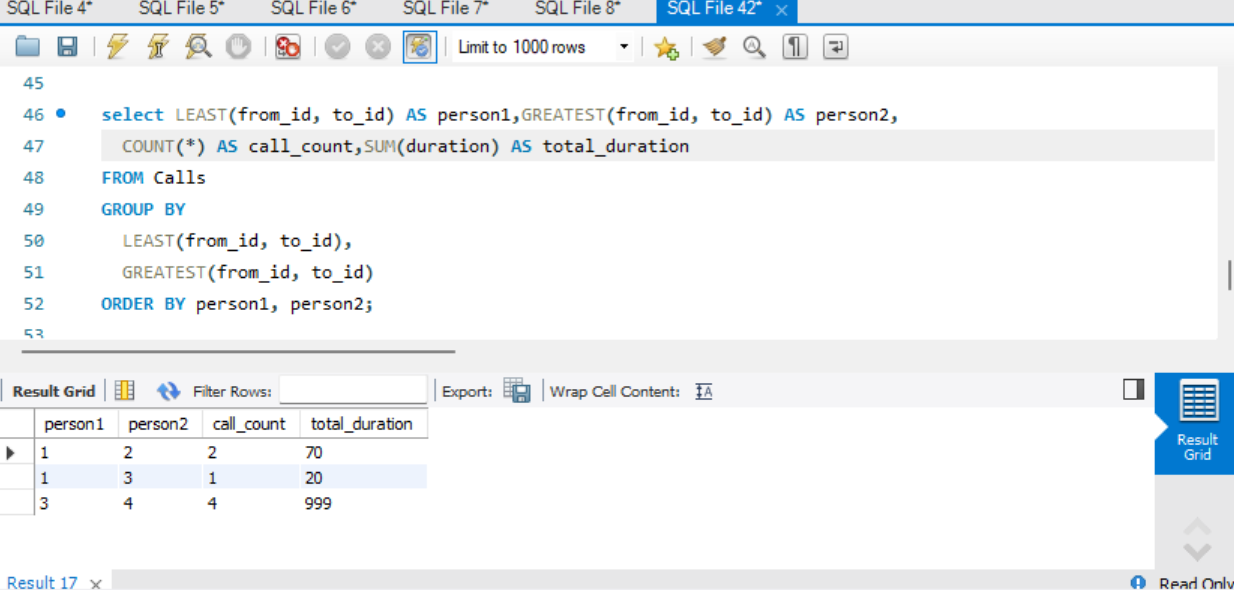 SQL File 4* SQL File 5* SQL File 6* SQL File 7* SQL File 8* SQL File 42*
Limit to 1000 rows
45
46 select LEAST(from_id, to_id) AS person1,GREATEST(from_id, to_id) AS person2,
47 COUNT(*) AS call_count,SUM(duration) AS total_duration
48 FROM Calls
49 GROUP BY
50 LEAST(from_id, to_id),
51 GREATEST(from_id, to_id)
52 ORDER BY person1, person2;
53
Result Grid Filter Rows: Export: Wrap Cell Content: IA
person1 person2 call_count total_duration
1 2 2 70
1 3 1 20
3 4 4 999
Result
Grid
Result 17 Read Only